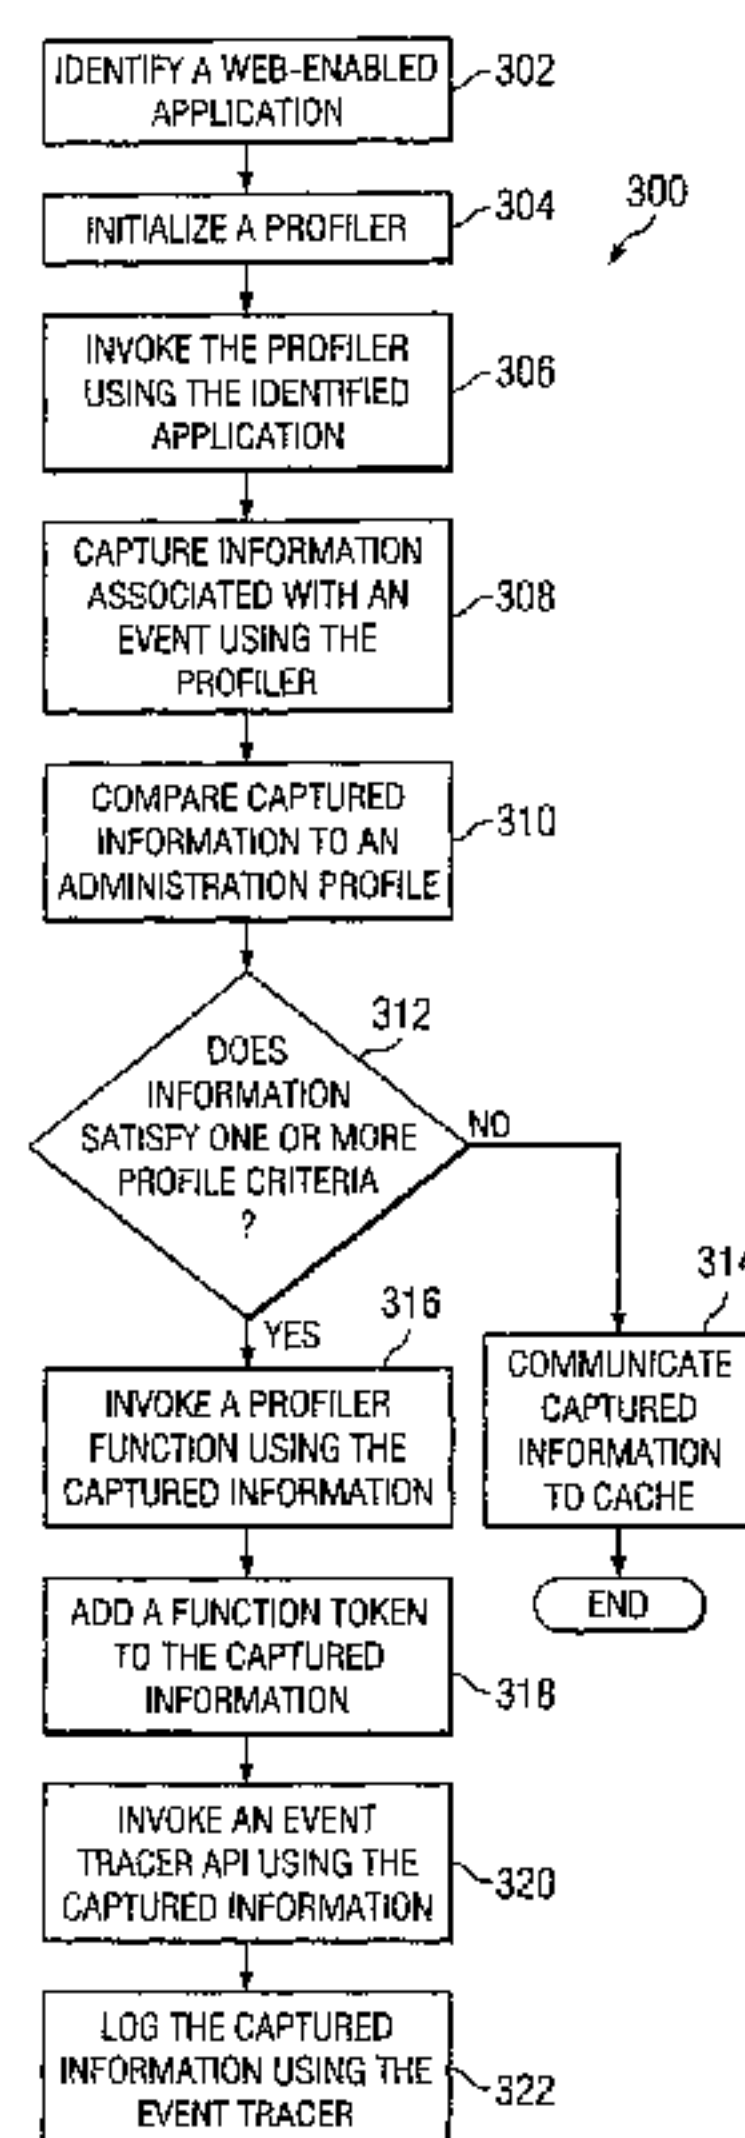 IDENTIFY A WEB-ENABLED
APPLICATION
302
INITIALIZE A PROFILER
304
300
INVOKE THE PROFILER
USING THE IDENTIFIED
APPLICATION
306
CAPTURE INFORMATION
ASSOCIATED WITH AN
EVENT USING THE
PROFILER
308
COMPARE CAPTURED
INFORMATION TO AN
ADMINISTRATION PROFILE
310
312
DOES
INFORMATION
SATISFY ONE OR MORE
PROFILE CRITERIA
?
NO
YES
314
COMMUNICATE
CAPTURED
INFORMATION
TO CACHE
END
316
INVOKE A PROFILER
FUNCTION USING THE
CAPTURED INFORMATION
ADD A FUNCTION TOKEN
TO THE CAPTURED
INFORMATION
318
INVOKE AN EVENT
TRACER API USING THE
CAPTURED INFORMATION
320
LOG THE CAPTURED
INFORMATION USING THE
EVENT TRACER
322